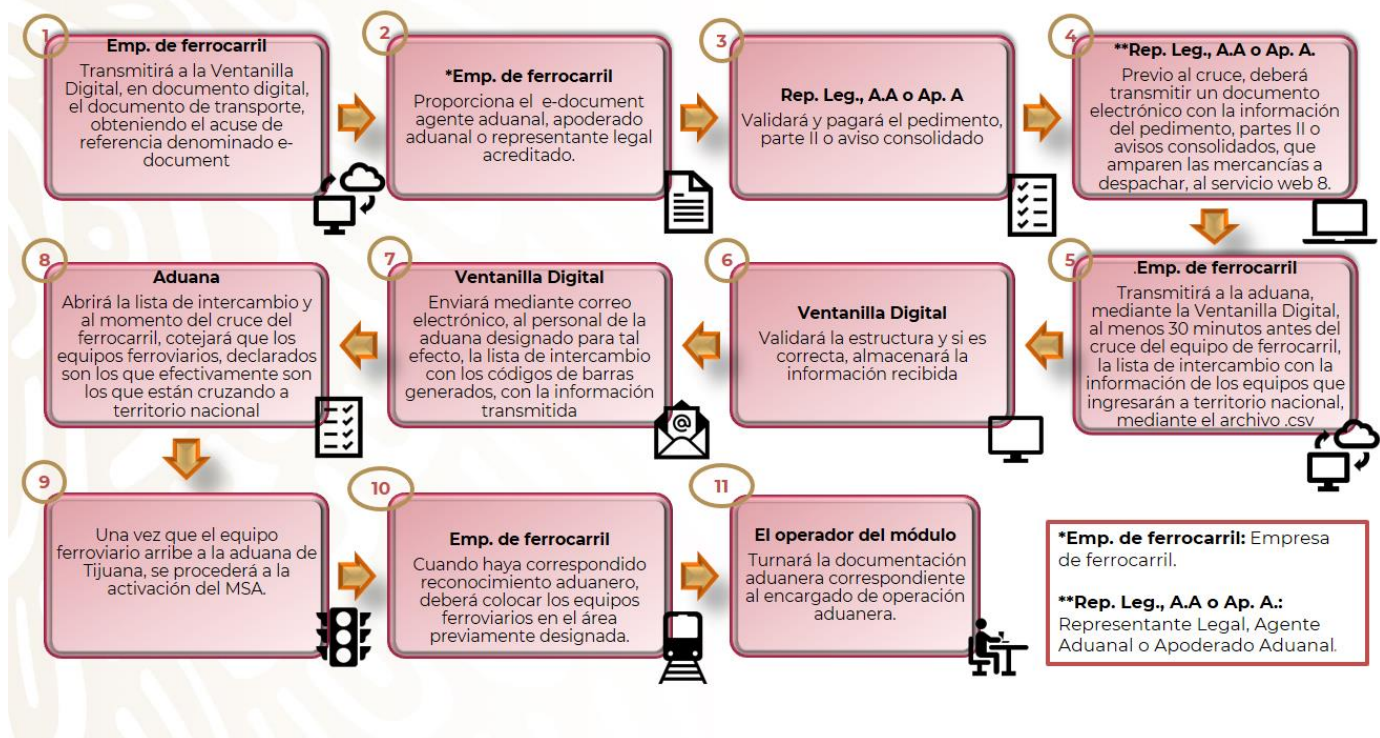 1
Emp. de ferrocarril
Transmitirá a la Ventanilla
Digital, en documento digital,
el documento de transporte,
obteniendo el acuse de
referencia denominado e-
document
2
*Emp. de ferrocarril
Proporciona el e-document
agente aduanal, apoderado
aduanal o representante legal
acreditado.
3
Rep. Leg., A.A o Ap. A
Validará y pagará el pedimento,
parte II o aviso consolidado
4
**Rep. Leg., A.A o Ap. A.
Previo al cruce, deberá
transmitir un documento
electrónico con la información
del pedimento, partes II o
avisos consolidados, que
amparen las mercancías a
despachar, al servicio web 8.
5
.Emp. de ferrocarril
Transmitirá a la aduana,
mediante la Ventanilla Digital,
al menos 30 minutos antes del
cruce del equipo de ferrocarril,
la lista de intercambio con la
información de los equipos que
ingresarán a territorio nacional,
mediante el archivo .csv
6
Ventanilla Digital
Validará la estructura y si es
correcta, almacenará la
información recibida
7
Ventanilla Digital
Enviará mediante correo
electrónico, al personal de la
aduana designado para tal
efecto, la lista de intercambio
con los códigos de barras
generados, con la información
transmitida
8
Aduana
Abrirá la lista de intercambio y
al momento del cruce del
ferrocarril, cotejará que los
equipos ferroviarios, declarados
son los que efectivamente son
los que están cruzando a
territorio nacional
9
Una vez que el equipo
ferroviario arribe a la aduana de
Tijuana, se procederá a la
activación del MSA.
10
Emp. de ferrocarril
Cuando haya correspondido
reconocimiento aduanero,
deberá colocar los equipos
ferroviarios en el área
previamente designada.
11
El operador del módulo
Turnará la documentación
aduanera correspondiente
al encargado de operación
aduanera.
*Emp. de ferrocarril: Empresa
de ferrocarril.
**Rep. Leg., A.A o Ap. A.:
Representante Legal, Agente
Aduanal o Apoderado Aduanal.